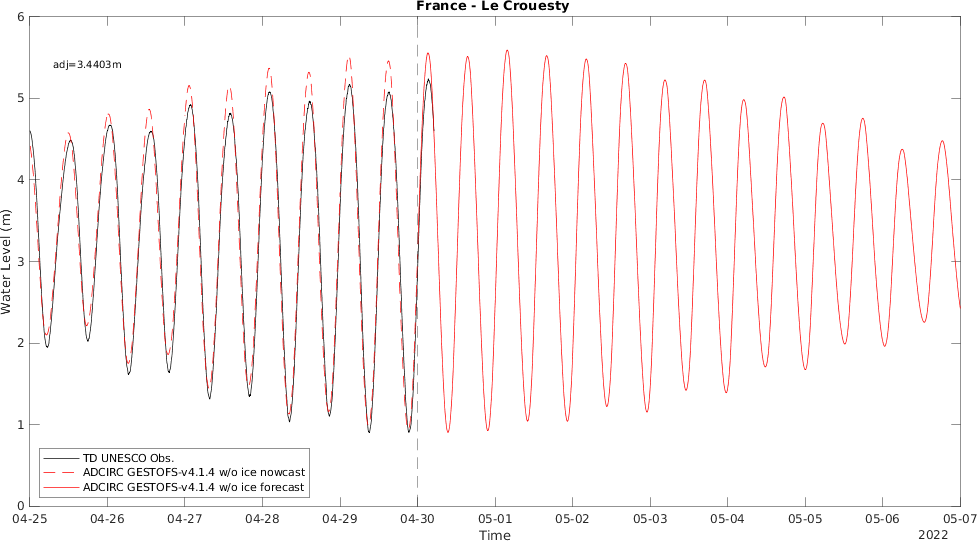 France - Le Crouesty
adj=3.4403m
Water Level (m)
6
5
4
3
2
1
0
TD UNESCO Obs.
ADCIRC GESTOFS-v4.1.4 w/o ice nowcast
ADCIRC GESTOFS-v4.1.4 w/o ice forecast
04-25 04-26 04-27 04-28 04-29 04-30 05-01 05-02 05-03 05-04 05-05 05-06 05-07
Time
2022